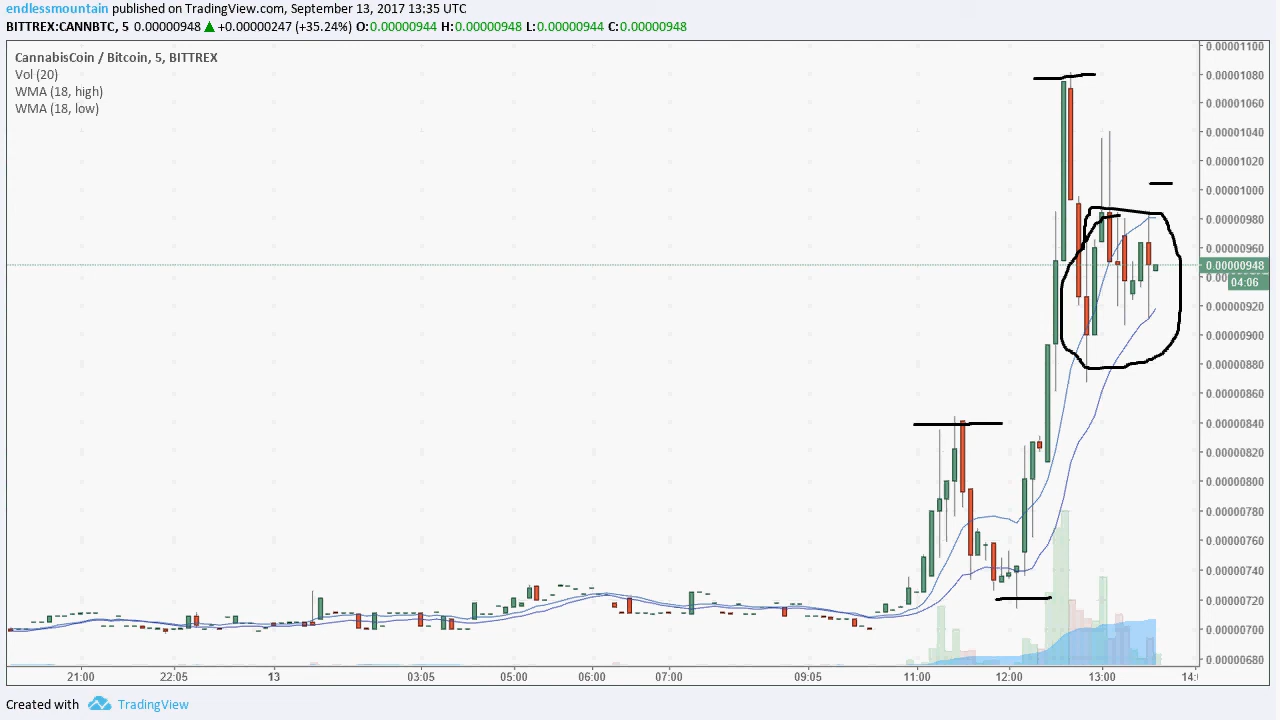 endlessmountain published on TradingView.com, September 13, 2017 13:35 UTC
BITTREX:CANNBTC, 5 0.00000948 ▲ +0.00000247 (+35.24%) O:0.00000944 H:0.00000948 L:0.00000944 C:0.00000948
CannabisCoin / Bitcoin, 5, BITTREX
Vol (20)
WMA (18, high)
WMA (18, low)
0.00001100
0.00001080
0.00001060
0.00001040
0.00001020
0.00001000
0.00000980
0.00000960
0.00000948
04:06
0.00000920
0.00000900
0.00000880
0.00000860
0.00000840
0.00000820
0.00000800
0.00000780
0.00000760
0.00000740
0.00000720
0.00000700
0.00000680
21:00 22:05 13 03:05 05:00 06:00 07:00 09:05 11:00 12:00 13:00
Created with TradingView